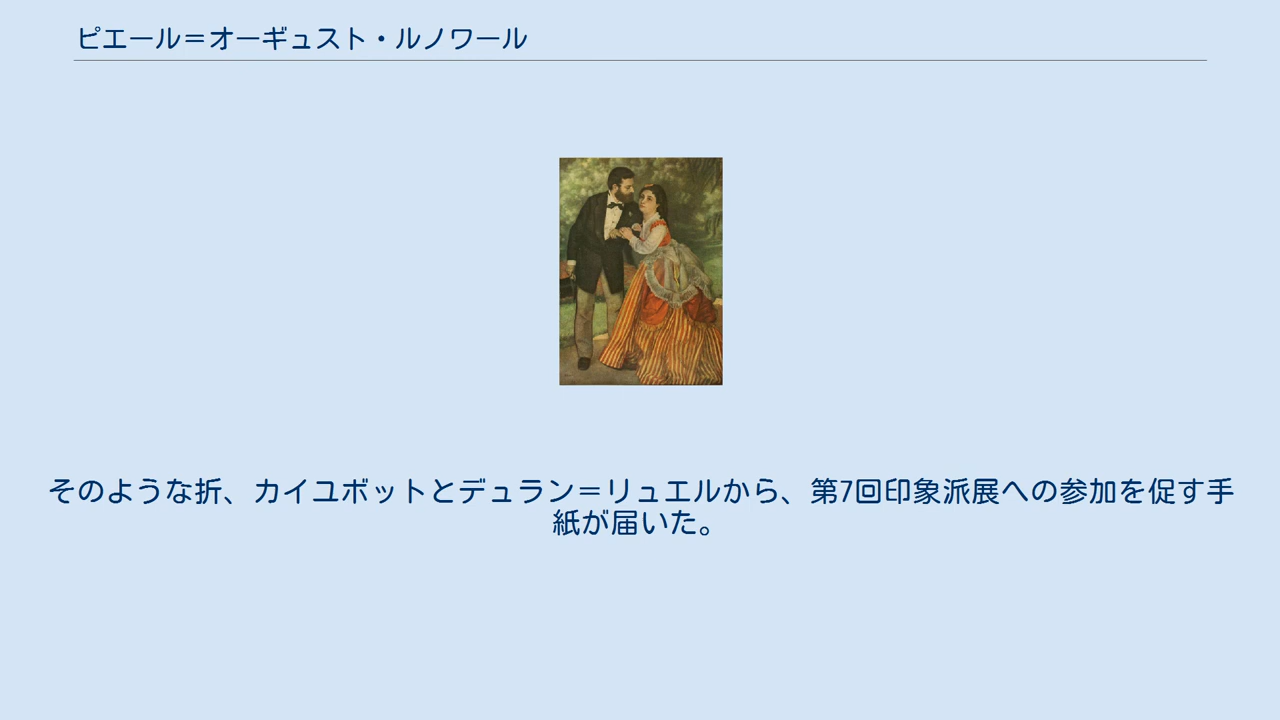 ピエール＝オーギュスト・ルノワール
そのような折、カイユボットとデュラン＝リュエルから、第7回印象派展への参加を促す手
紙が届いた。